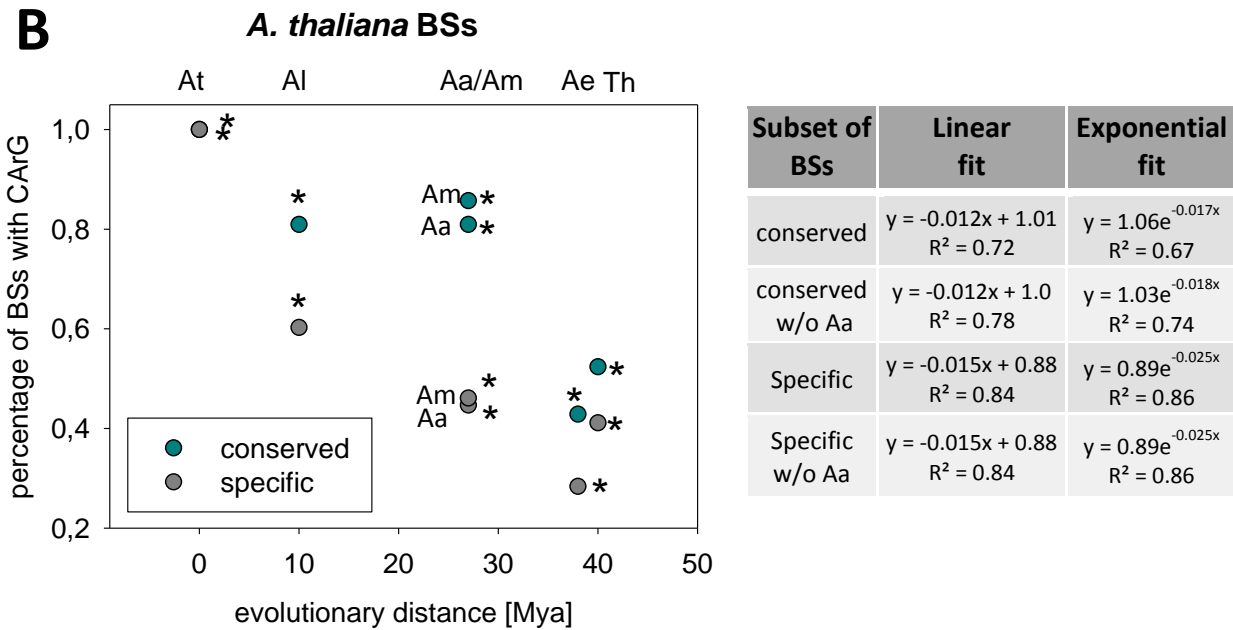 B
A. thaliana BSs
At Al Aa/Am Ae Th
percentage of BSs with CArG
1,0
0,8
0,6
0,4
0,2
* *
* *
Am *
Aa *
Am *
Aa *
* *
* *
conserved
specific
0 10 20 30 40 50
evolutionary distance [Mya]
Subset of BSs Linear fit Exponential fit
conserved y = -0.012x + 1.01 y = 1.06e^-0.017x
R² = 0.72 R² = 0.67
conserved w/o Aa y = -0.012x + 1.0 y = 1.03e^-0.018x
R² = 0.78 R² = 0.74
Specific y = -0.015x + 0.88 y = 0.89e^-0.025x
R² = 0.84 R² = 0.86
Specific w/o Aa y = -0.015x + 0.88 y = 0.89e^-0.025x
R² = 0.84 R² = 0.86